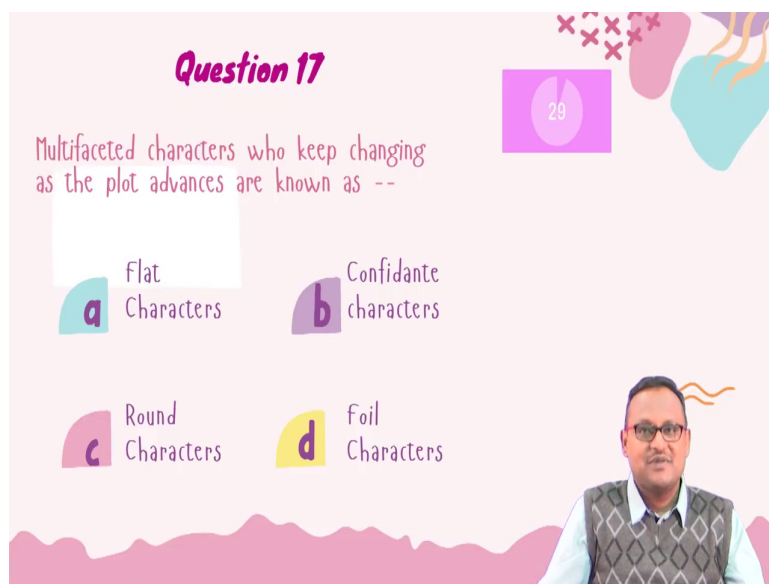 Question 17
29
Multifaceted characters who keep changing
as the plot advances are known as --
a
Flat
Characters
b
Confidante
characters
c
Round
Characters
d
Foil
Characters